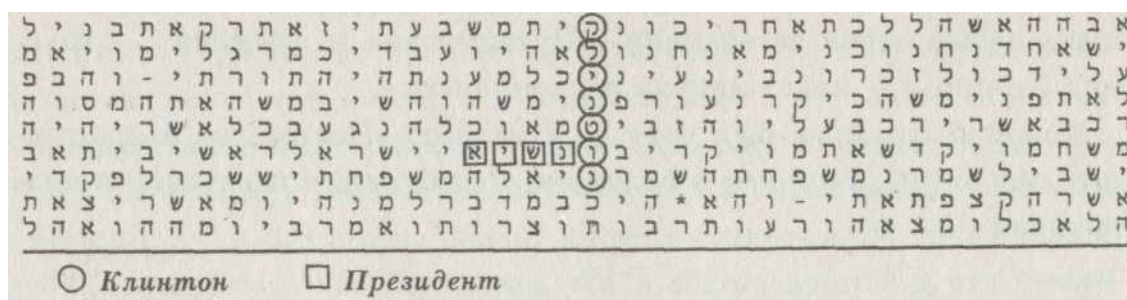 א ב ה ה א ש ה ל ל כ ת א ח ר י כ ו נ ק י ת מ ש ב ע ת י ז א ת ר ק א ת ב נ י ל
י ש א ח ד נ ח נ ו כ נ י מ א נ ח נ ו ל א ה י ו ע ב ד י כ מ ר ג ל י מ ו י א מ
ע ל י ד כ ו ל ז כ ר ו נ ב י נ ע י נ י כ ל מ ע נ ת ה י ה ת ו ר ת י - ו ה ב פ
ל א ת פ נ י מ ש ה כ י ק ר נ ע ו ר פ נ י מ ש ה ו ה ש י ב מ ש ה א ת ה מ ס ו ה
ר כ ב א ש ר י ר כ ב ע ל י ו ה ז ב י ט מ א ו כ ל ה נ ג ע ב כ ל א ש ר י ה י ה
מ ש ח מ ו י ק ד ש א ת מ ו י ק ר י ב ו נ ש י א י י ש ר א ל ר א ש י ב י ת א ב
י ש ב י ל ש מ ר נ מ ש פ ח ת ה ש מ ר נ י א ל ה מ ש פ ח ת י ש ש כ ר ל פ ק ד י
א ש ר ה ק צ פ ת א ת י - ו ה א * ה י כ ב מ ד ב ר ל מ נ ה י ו מ א ש ר י צ א ת
ה ל א כ ל ו מ צ א ה ו ר ע ו ת ר ב ו ת ו צ ר ו ת ו א מ ר ב י ו מ ה ה ו א ה ל
Клинтон Президент